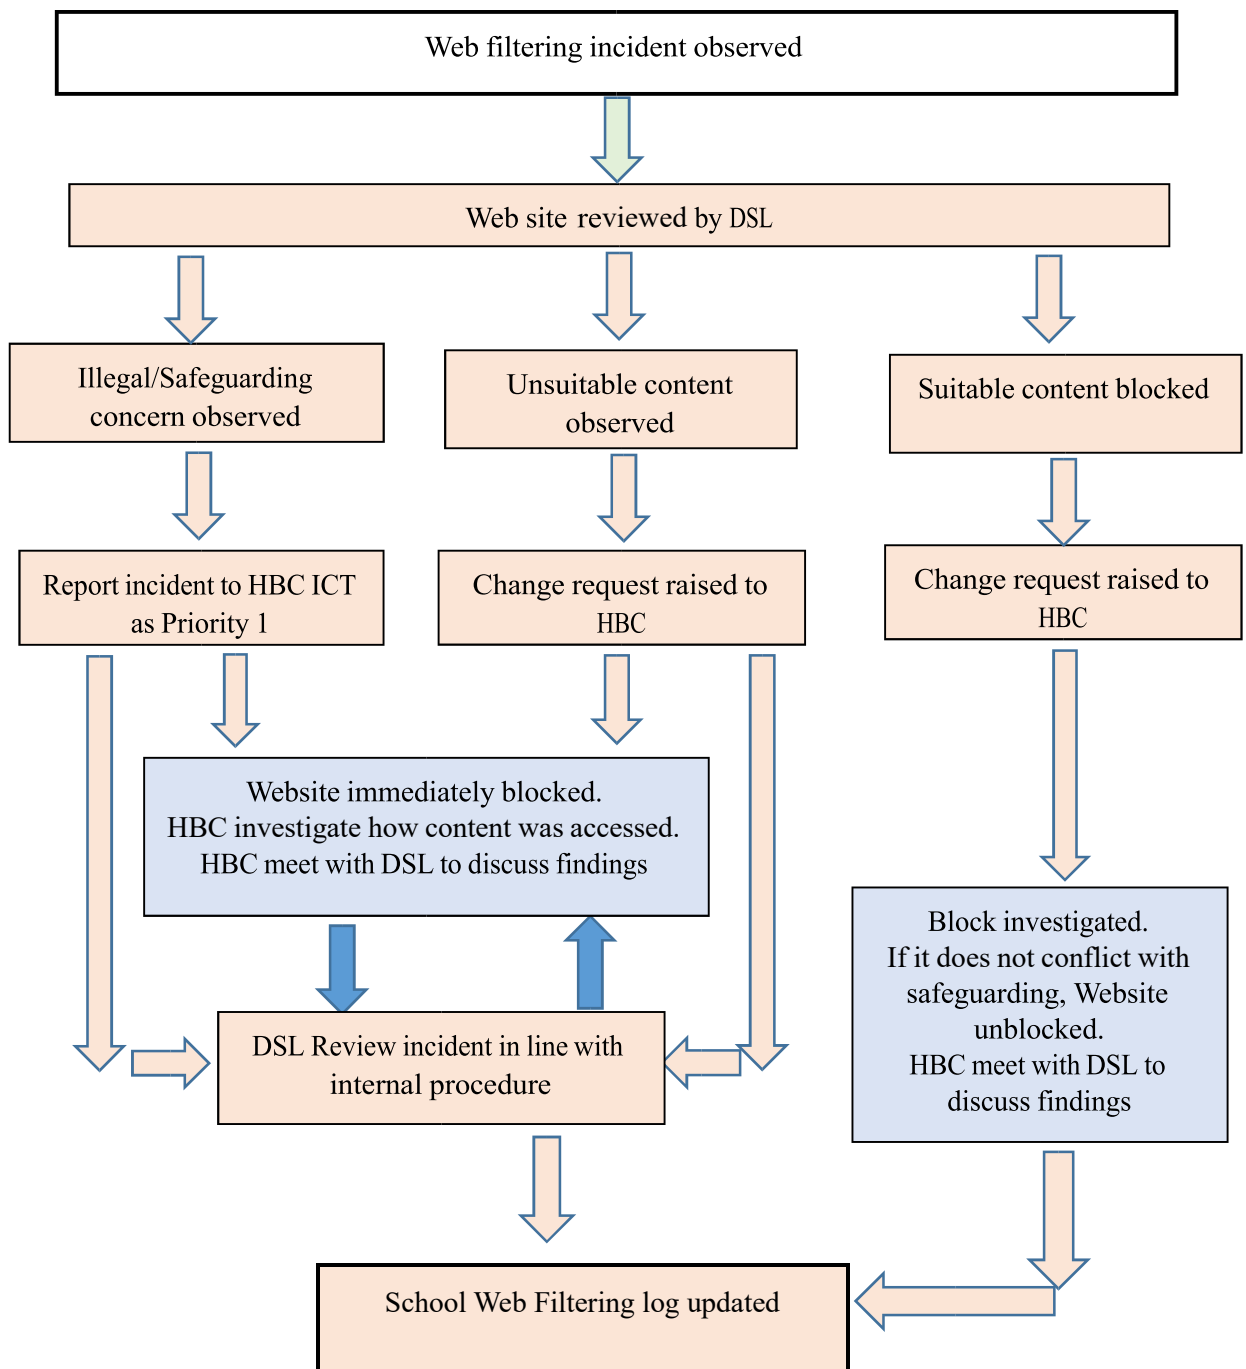 Web filtering incident observed
Web site reviewed by DSL
Illegal/Safeguarding
concern observed
Unsuitable content
observed
Suitable content blocked
Report incident to HBC ICT
as Priority 1
Change request raised to
HBC
Change request raised to
HBC
Website immediately blocked.
HBC investigate how content was accessed.
HBC meet with DSL to discuss findings
Block investigated.
If it does not conflict with
safeguarding, Website
unblocked.
HBC meet with DSL to
discuss findings
DSL Review incident in line with
internal procedure
School Web Filtering log updated